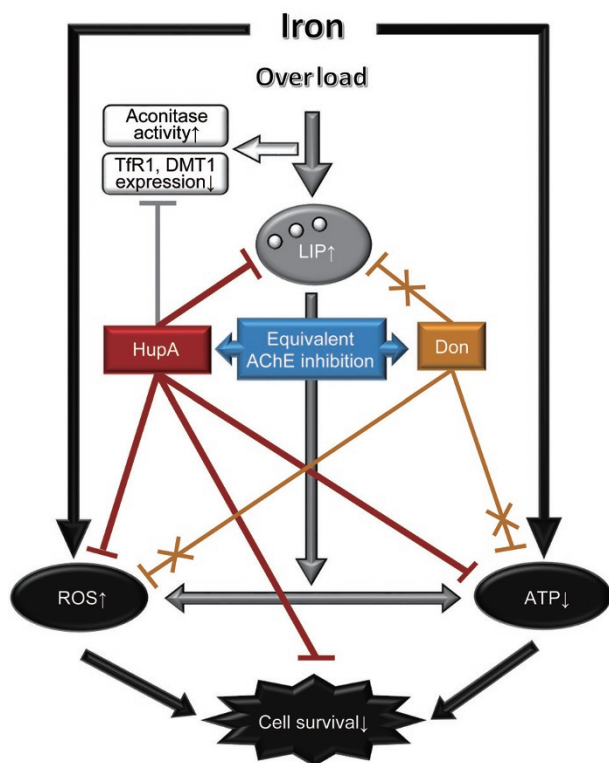 Iron
Overload
Aconitase
activity↑
TfR1, DMT1
expression↓
LIP↑
HupA
Equivalent
AChE inhibition
Don
ROS↑
ATP↓
Cell survival↓